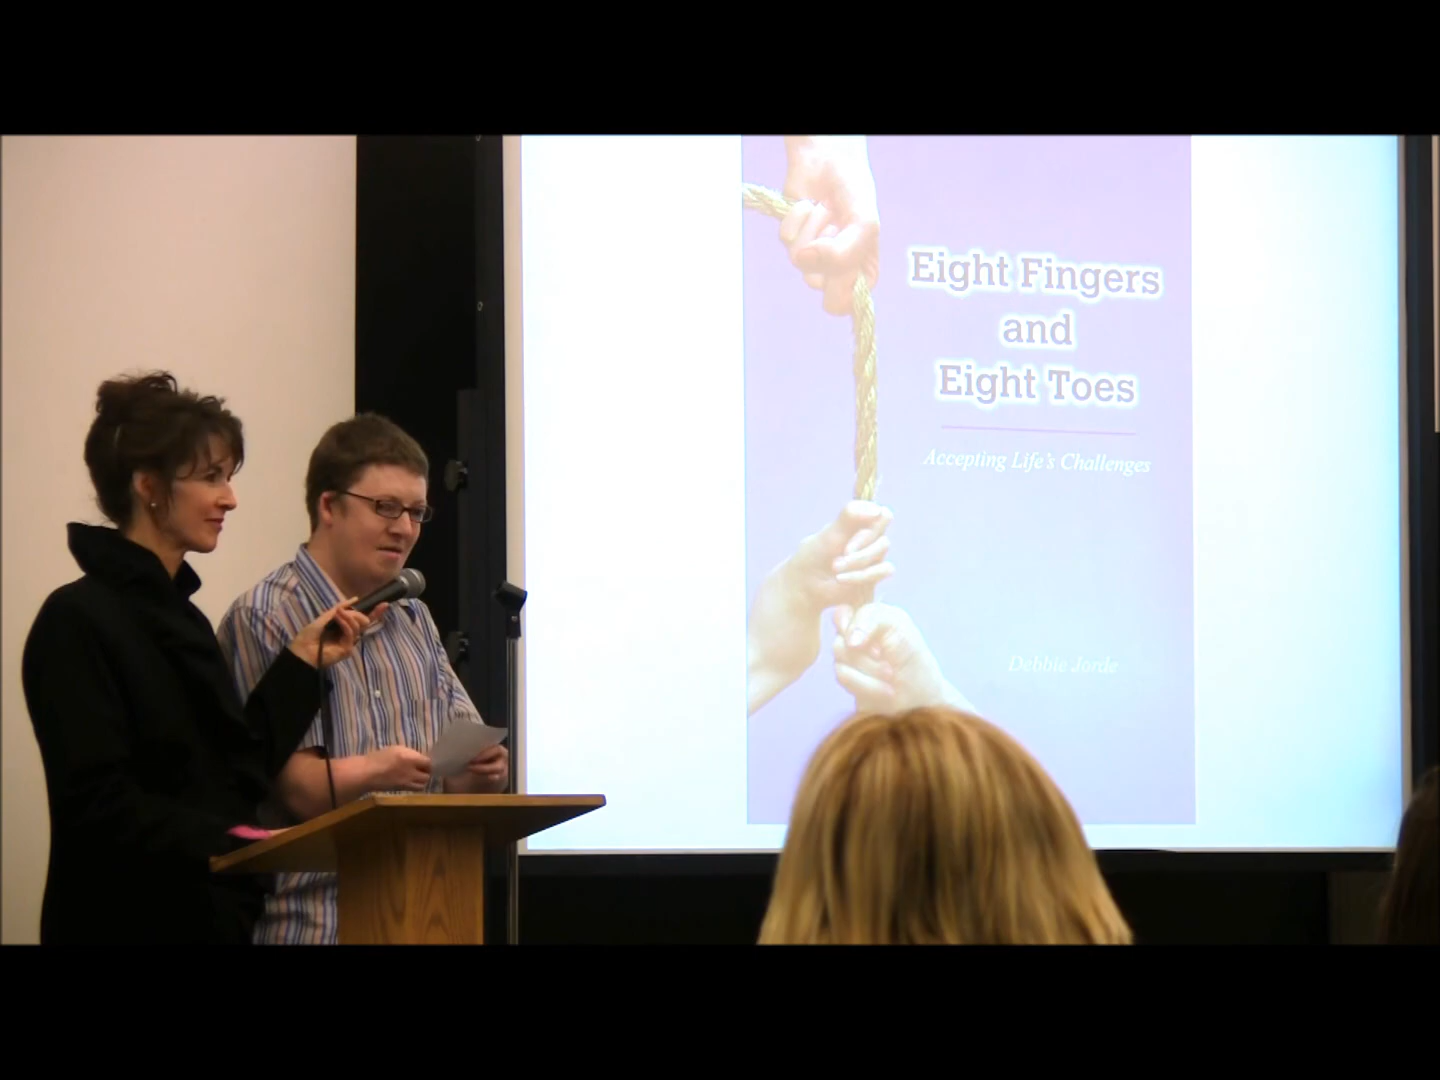 Eight Fingers
and
Eight Toes
Accepting Life's Challenges
Debbie Jorde